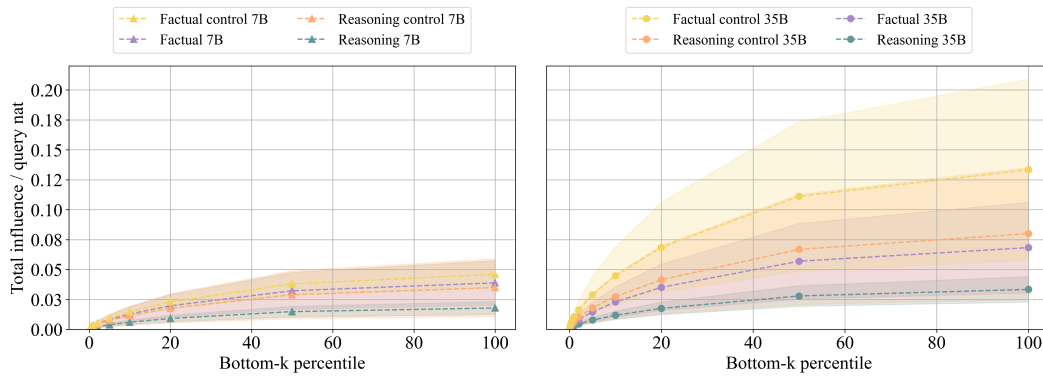 Factual control 7B
Factual 7B
Reasoning control 7B
Reasoning 7B
Factual control 35B
Reasoning control 35B
Factual 35B
Reasoning 35B
Total influence / query nat
0.20
0.18
0.15
0.12
0.10
0.08
0.05
0.03
0.00
0 20 40 60 80 100
Bottom-k percentile
0 20 40 60 80 100
Bottom-k percentile